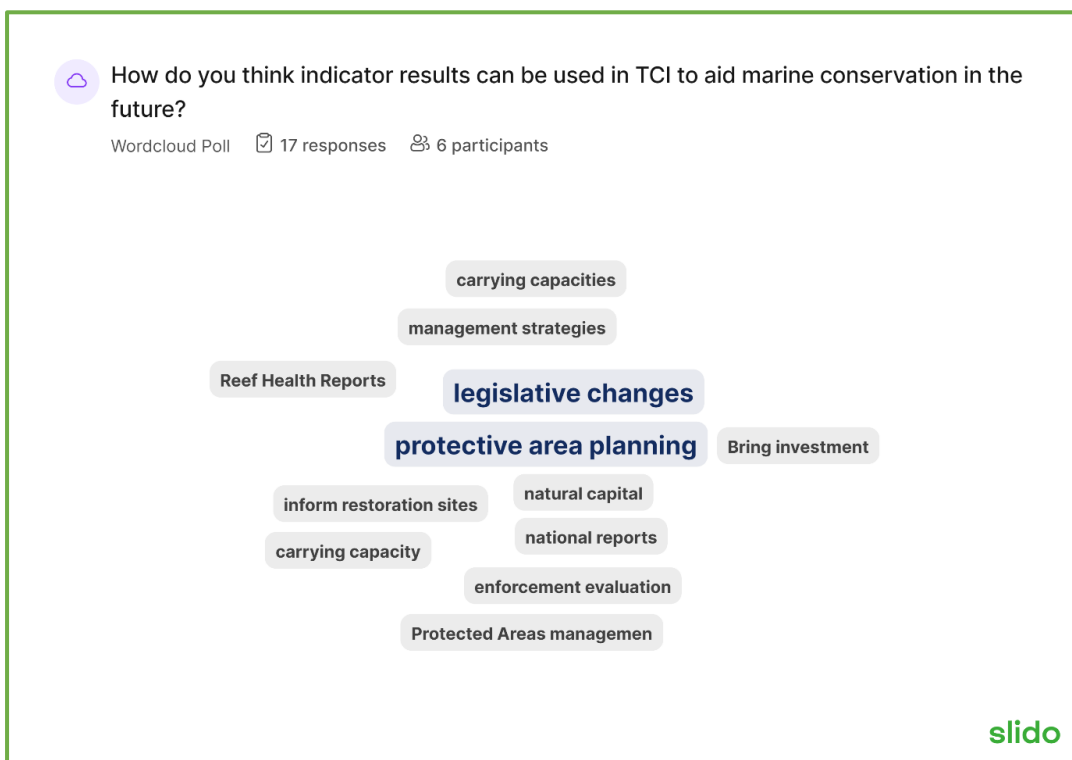 How do you think indicator results can be used in TCI to aid marine conservation in the
future?
Wordcloud Poll 17 responses 6 participants
carrying capacities
management strategies
Reef Health Reports
legislative changes
protective area planning
Bring investment
natural capital
inform restoration sites
national reports
carrying capacity
enforcement evaluation
Protected Areas managemen
slido